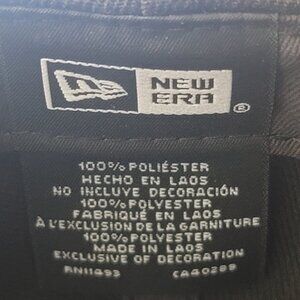 NEW
ERA
®
100% POLIÉSTER
HECHO EN LAOS
NO INCLUYE DECORACIÓN
100% POLYESTER
FABRIQUÉ EN LAOS
À L'EXCLUSION DE LA GARNITURE
100% POLYESTER
MADE IN LAOS
EXCLUSIVE OF DECORATION
RN11493 CA40289